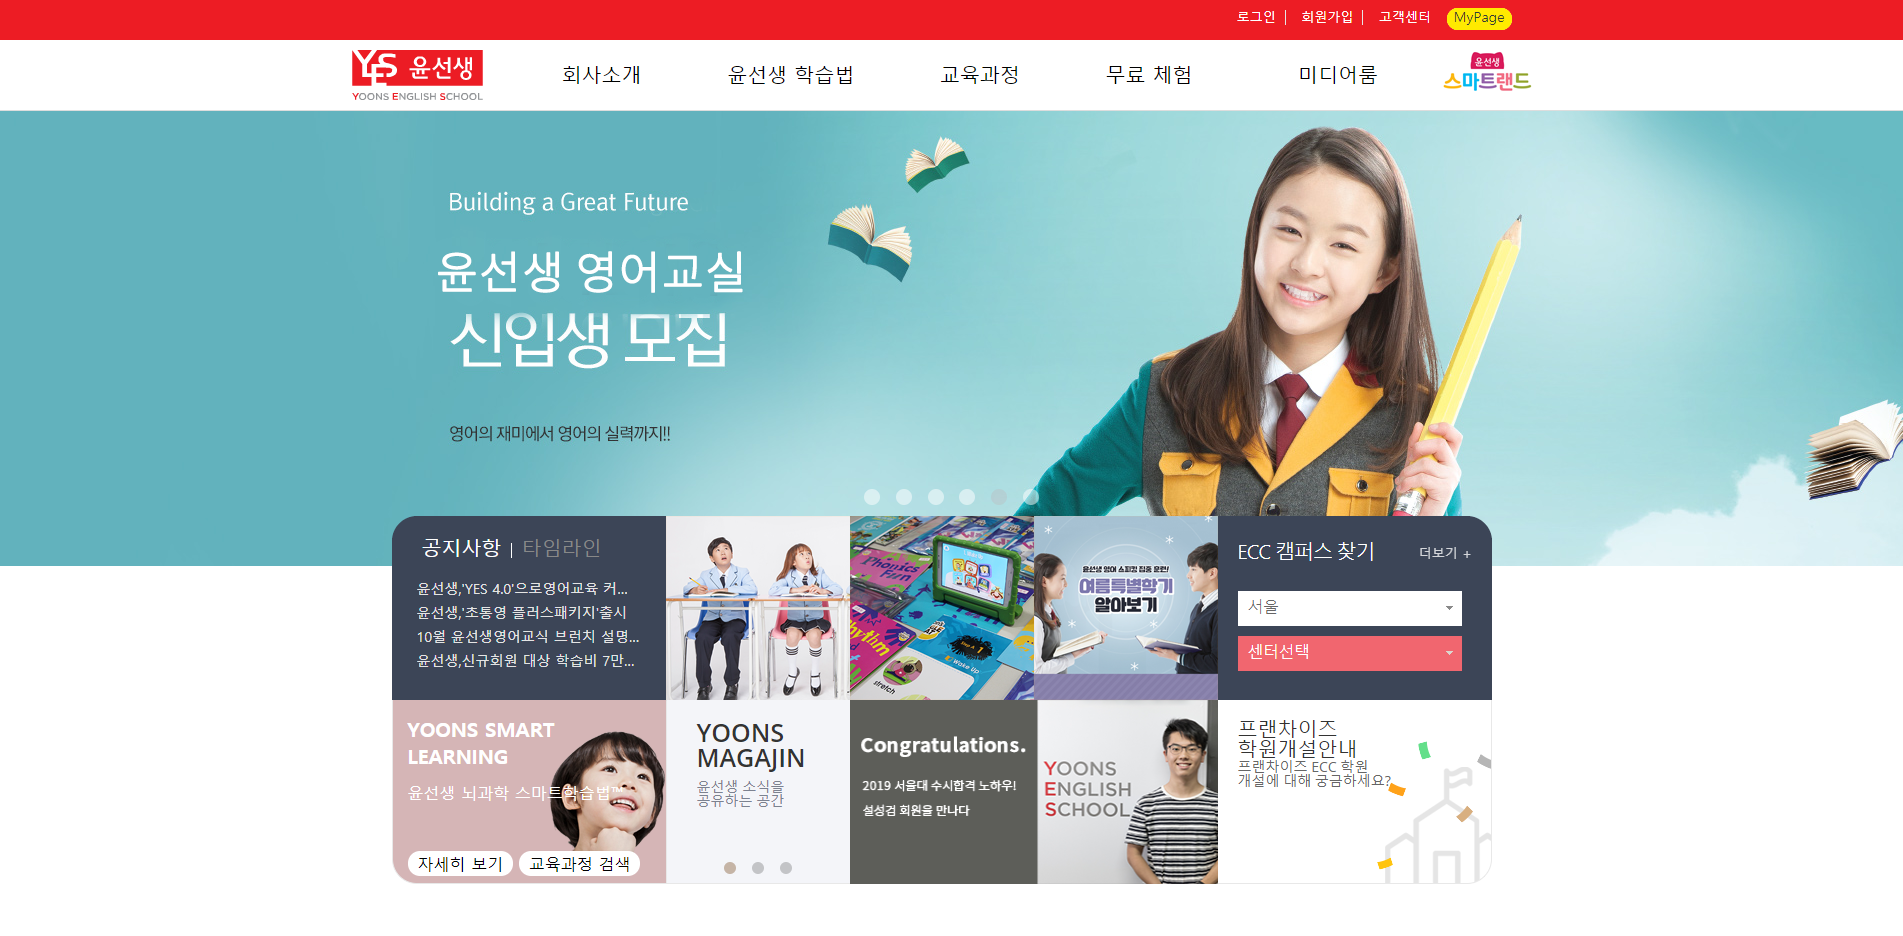 로그인
회원가입
고객센터
MyPage
YES 윤선생
YOONS ENGLISH SCHOOL
회사소개
윤선생 학습법
교육과정
무료 체험
미디어룸
윤선생
스마트랜드
Building a Great Future
윤선생 영어교실
신입생 모집
영어의 재미에서 영어의 실력까지!!
공지사항
타임라인
윤선생,'YES 4.0'으로영어교육 커...
윤선생,'초통영 플러스패키지'출시
10월 윤선생영어교식 브런치 설명...
윤선생,신규회원 대상 학습비 7만...
Phonics
Fun
Rhythm
Wake Up
stretch
윤선생 영어 스피킹 집중 훈련!
여름특별학기
알아보기
ECC 캠퍼스 찾기
더보기 +
서울
센터선택
YOONS SMART
LEARNING
윤선생 뇌과학 스마트학습법™
자세히 보기
교육과정 검색
YOONS
MAGAJIN
윤선생 소식을
공유하는 공간
Congratulations.
2019 서울대 수시합격 노하우!
설성검 회원을 만나다
YOONS
ENGLISH
SCHOOL
프랜차이즈
학원개설안내
프랜차이즈 ECC 학원
개설에 대해 궁금하세요?